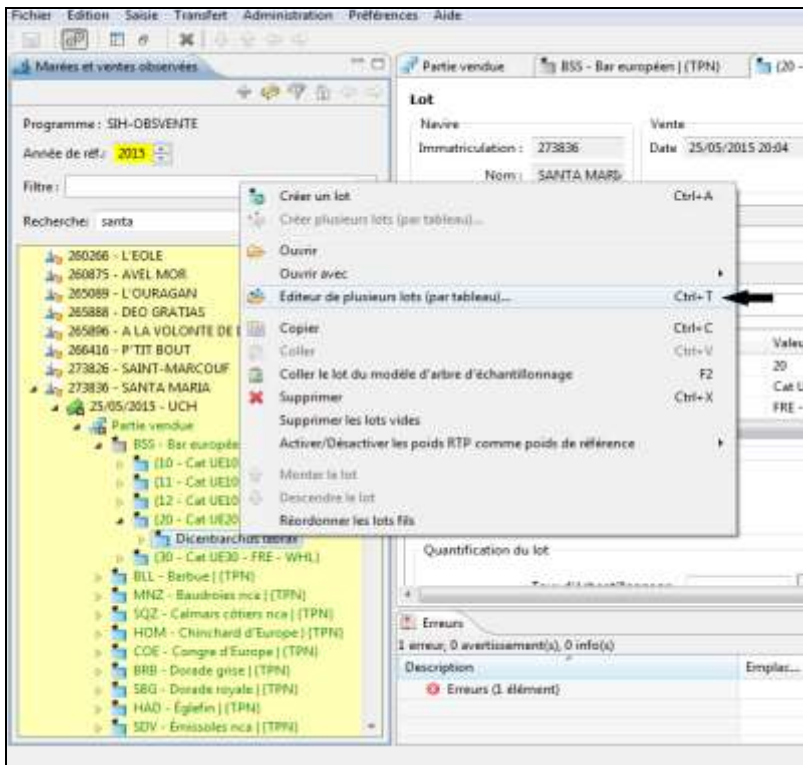 Fichier Edition Saisie Transfert Administration Préférences Aide
Marées et ventes observées
Programme : SIH-OBSVENTE
Année de réf.: 2015
Filtre :
Recherche: santa
260266 - L'EOLE
260875 - AVEL MOR
265089 - L'OURAGAN
265888 - DEO GRATIAS
265896 - A LA VOLONTE DE
266416 - P'TIT BOUT
273826 - SAINT-MARCOUF
273836 - SANTA MARIA
25/05/2015 - UCH
Partie vendue
BSS - Bar europée
(10 - Cat UE10
(11 - Cat UE10
(12 - Cat UE10
(20 - Cat UE20
Dicentrarchus labrax
(30 - Cat UE30 - FRE - WHL)
BLL - Barbue | (TPN)
MNZ - Baudroies nca | (TPN)
SQZ - Calmars côtiers nca | (TPN)
HOM - Chinchard d'Europe | (TPN)
COE - Congre d'Europe | (TPN)
BRB - Dorade grise | (TPN)
SBG - Dorade royale | (TPN)
HAD - Églefin | (TPN)
SDV - Émissoles nca | (TPN)
Créer un lot Ctrl+A
Créer plusieurs lots (par tableau)...
Ouvrir
Ouvrir avec
Editeur de plusieurs lots (par tableau)... Ctrl+T
Copier Ctrl+C
Coller Ctrl+V
Coller le lot du modèle d'arbre d'échantillonnage F2
Supprimer Ctrl+X
Supprimer les lots vides
Activer/Désactiver les poids RTP comme poids de référence
Monter le lot
Descendre le lot
Réordonner les lots fils
Partie vendue BSS - Bar européen | (TPN) (20 -
Lot
Navire Vente
Immatriculation : 273836 Date 25/05/2015 20:04
Nom : SANTA MARI
Valeu
20
Cat U
FRE -
Quantification du lot
Erreurs
1 erreur, 0 avertissement(s), 0 info(s)
Description Emplac...
Erreurs (1 élément)